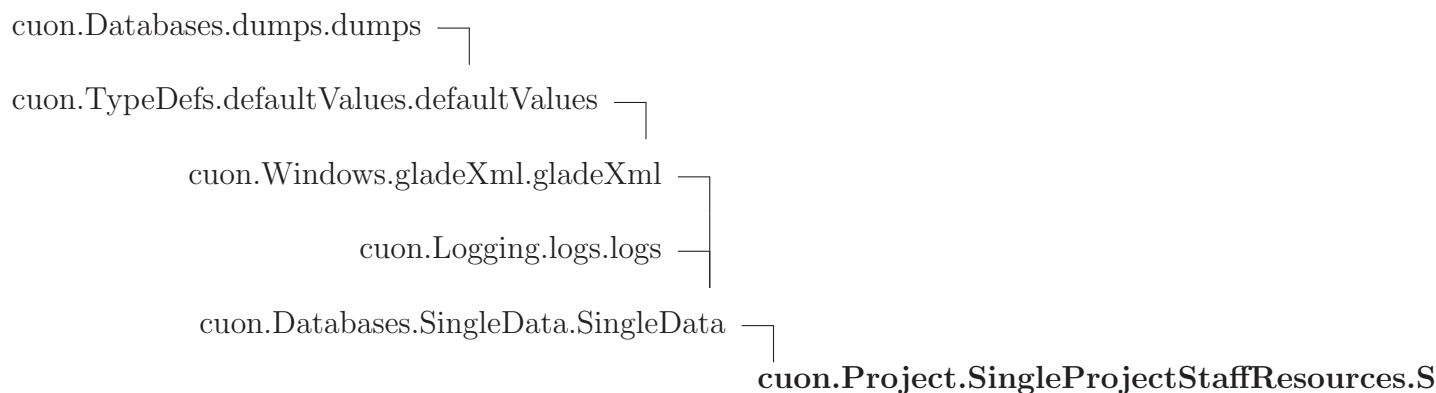 cuon.Databases.dumps.dumps
cuon.TypeDefs.defaultValues.defaultValues
cuon.Windows.gladeXml.gladeXml
cuon.Logging.logs.logs
cuon.Databases.SingleData.SingleData
cuon.Project.SingleProjectStaffResources.S